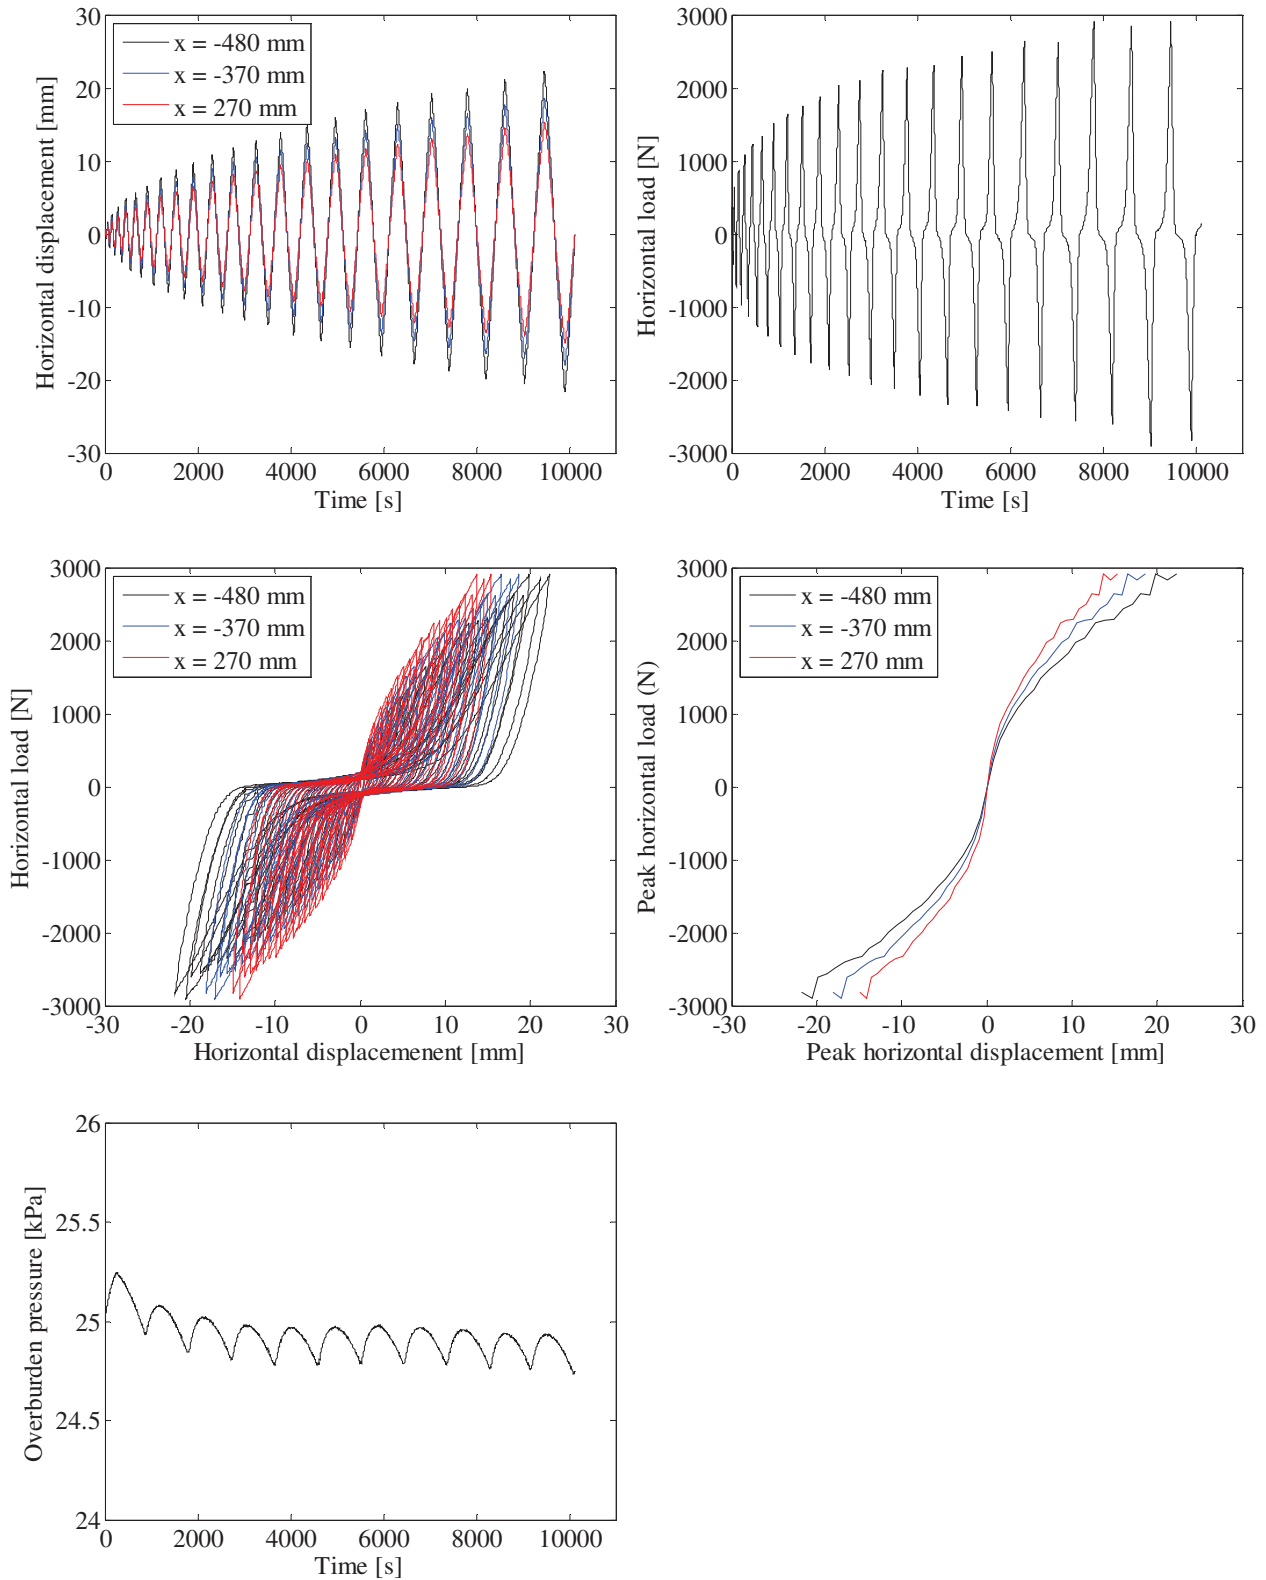 30
20
10
0
-10
-20
-30
0 2000 4000 6000 8000 10000
Time [s]
Horizontal displacement [mm]
x = -480 mm
x = -370 mm
x = 270 mm
3000
2000
1000
0
-1000
-2000
-3000
0 2000 4000 6000 8000 10000
Time [s]
Horizontal load [N]
3000
2000
1000
0
-1000
-2000
-3000
-30 -20 -10 0 10 20 30
Horizontal displacemenent [mm]
Horizontal load [N]
x = -480 mm
x = -370 mm
x = 270 mm
3000
2000
1000
0
-1000
-2000
-3000
-30 -20 -10 0 10 20 30
Peak horizontal displacement [mm]
Peak horizontal load (N)
x = -480 mm
x = -370 mm
x = 270 mm
26
25.5
25
24.5
24
0 2000 4000 6000 8000 10000
Time [s]
Overburden pressure [kPa]